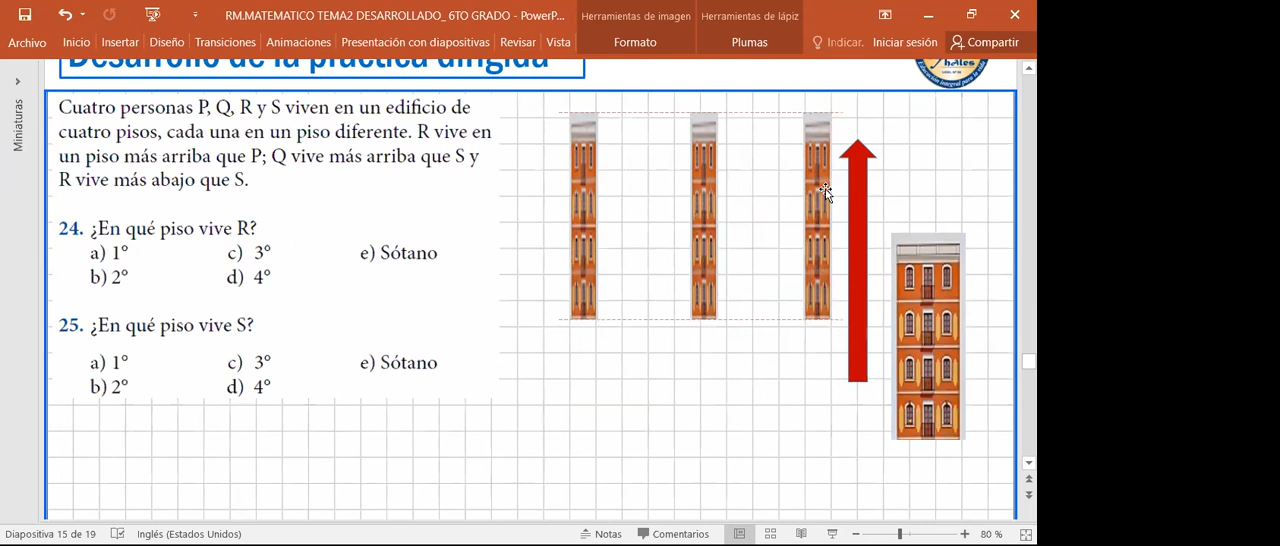 RM.MATEMATICO TEMA2 DESARROLLADO_ 6TO GRADO - PowerP...
Herramientas de imagen
Herramientas de lápiz
Archivo
Inicio
Insertar
Diseño
Transiciones
Animaciones
Presentación con diapositivas
Revisar
Vista
Formato
Plumas
Indicar.
Iniciar sesión
Compartir
Miniaturas
Desarrollo de la práctica dirigida
Cuatro personas P, Q, R y S viven en un edificio de
cuatro pisos, cada una en un piso diferente. R vive en
un piso más arriba que P; Q vive más arriba que S y
R vive más abajo que S.
24. ¿En qué piso vive R?
a) 1° c) 3° e) Sótano
b) 2° d) 4°
25. ¿En qué piso vive S?
a) 1° c) 3° e) Sótano
b) 2° d) 4°
Diapositiva 15 de 19
Inglés (Estados Unidos)
Notas
Comentarios
80 %